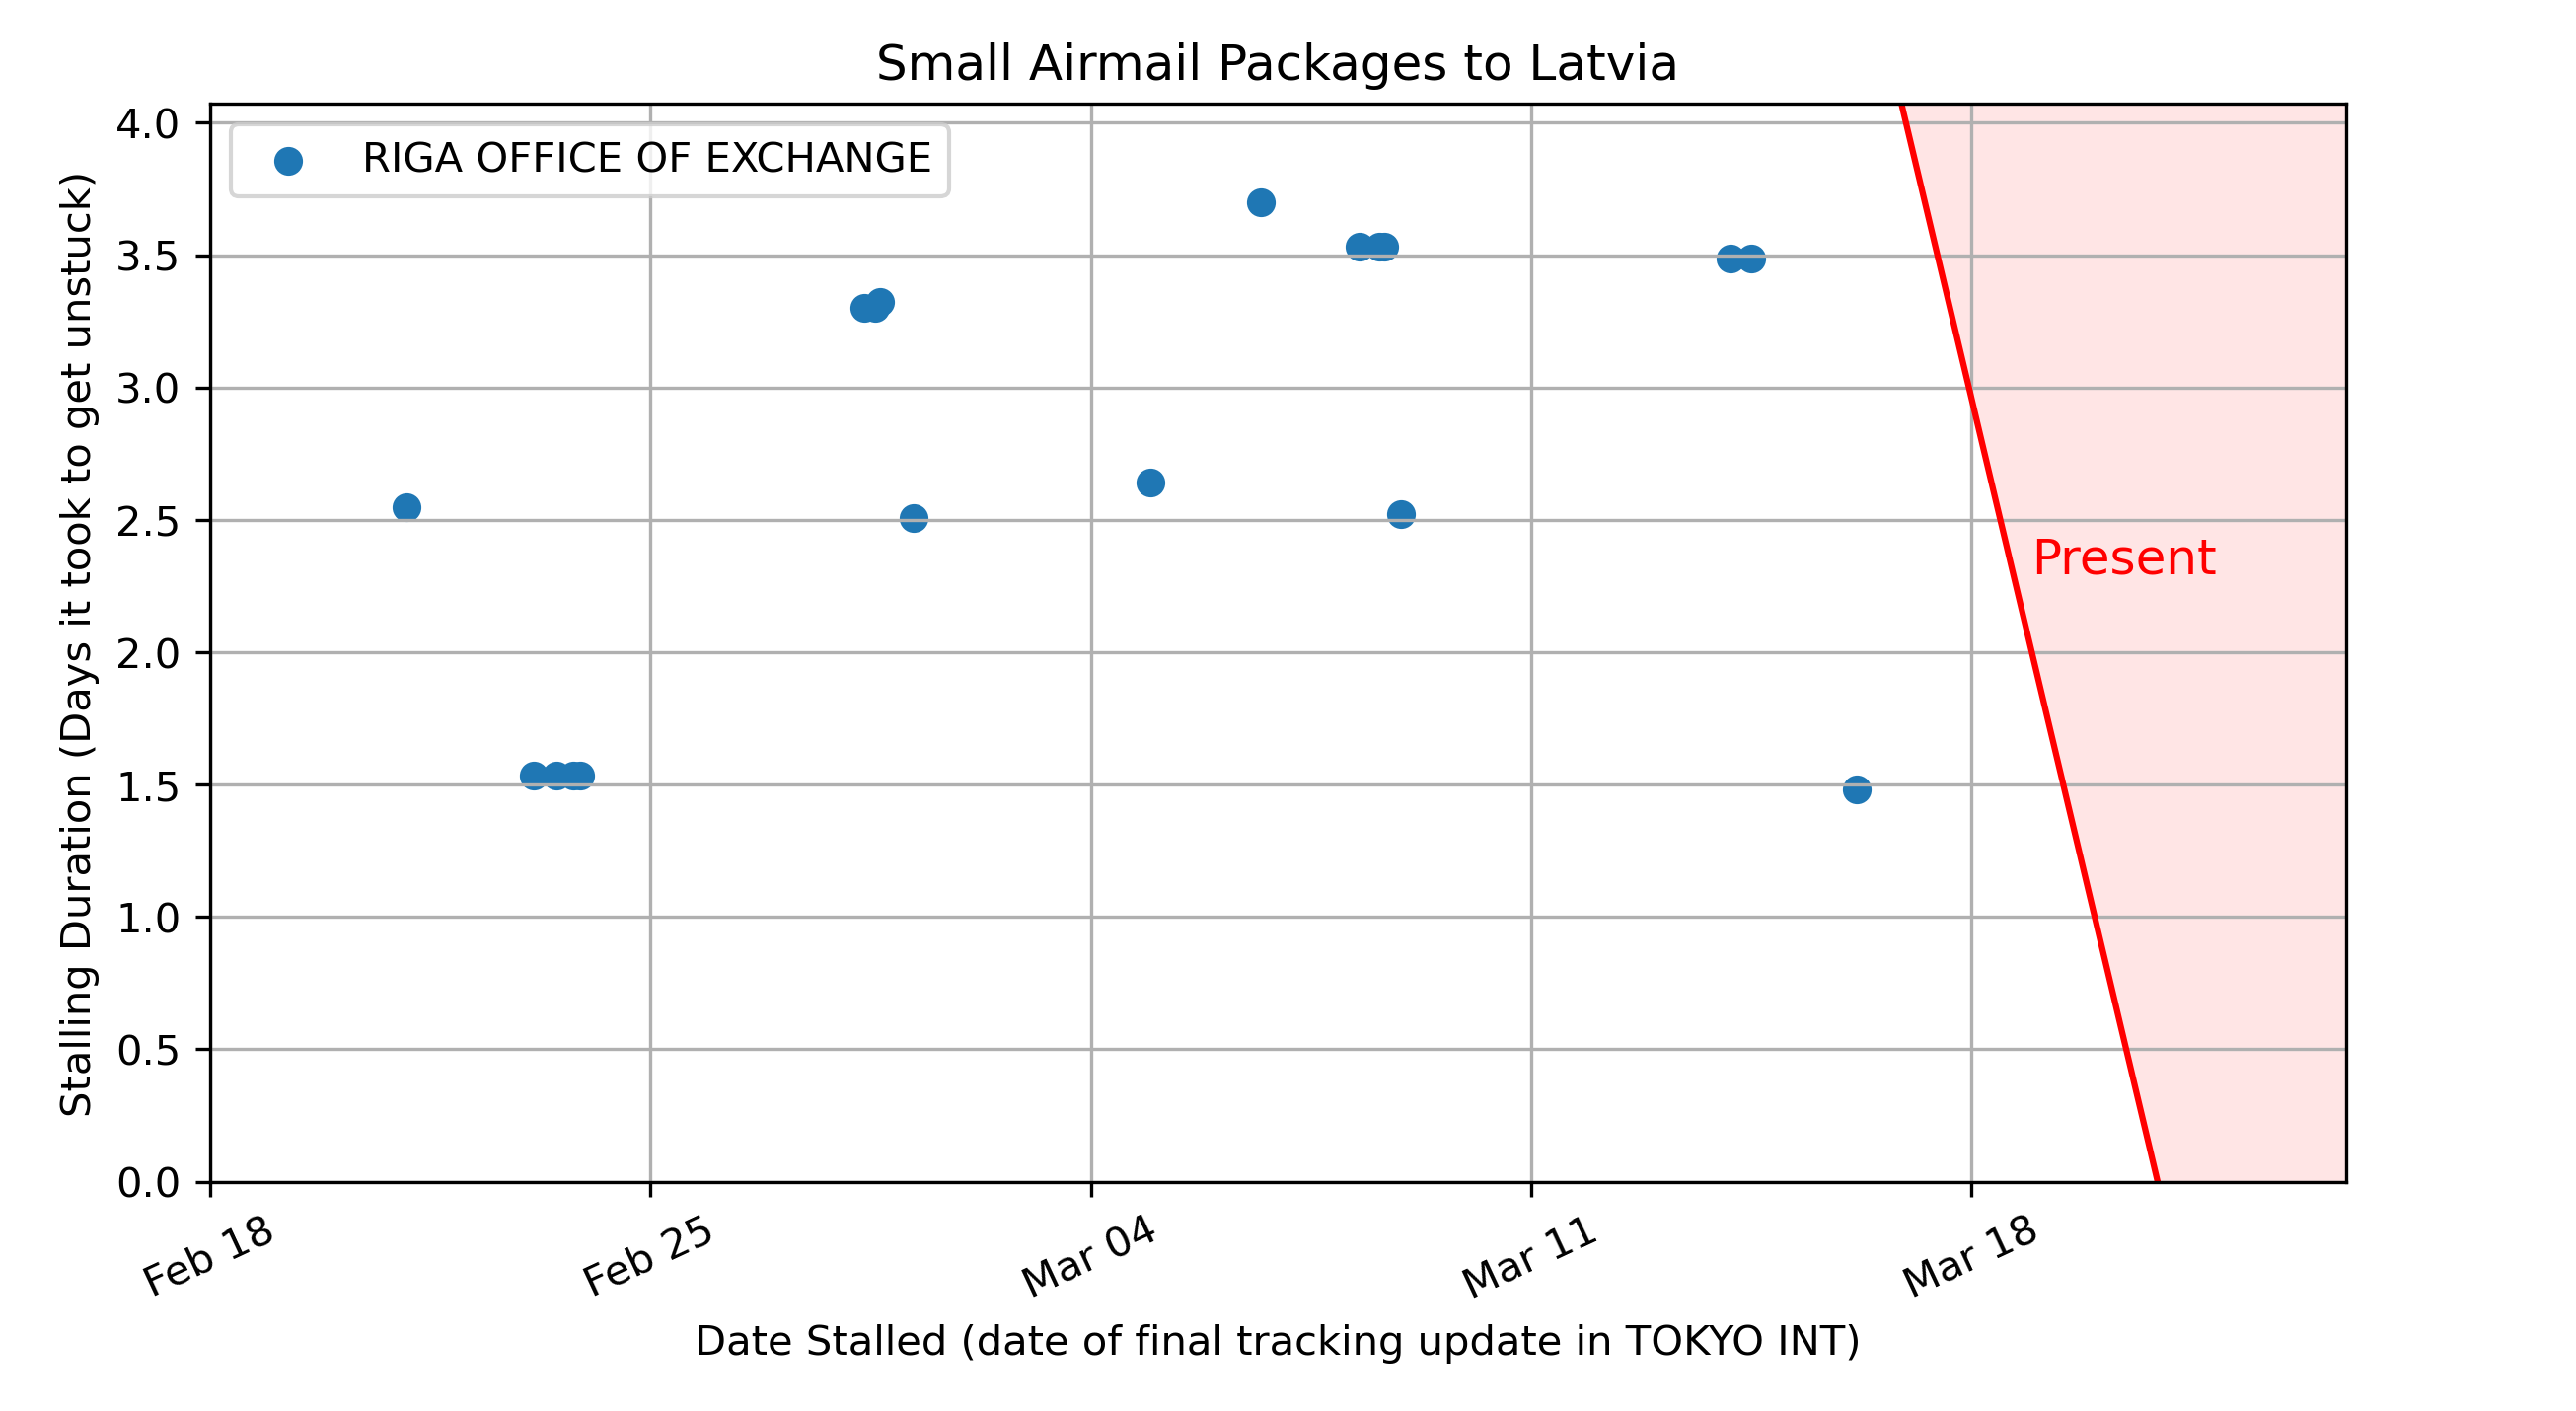 Small Airmail Packages to Latvia
RIGA OFFICE OF EXCHANGE
Stalling Duration (Days it took to get unstuck)
4.0
3.5
3.0
2.5
2.0
1.5
1.0
0.5
0.0
Present
Feb 18
Feb 25
Mar 04
Mar 11
Mar 18
Date Stalled (date of final tracking update in TOKYO INT)